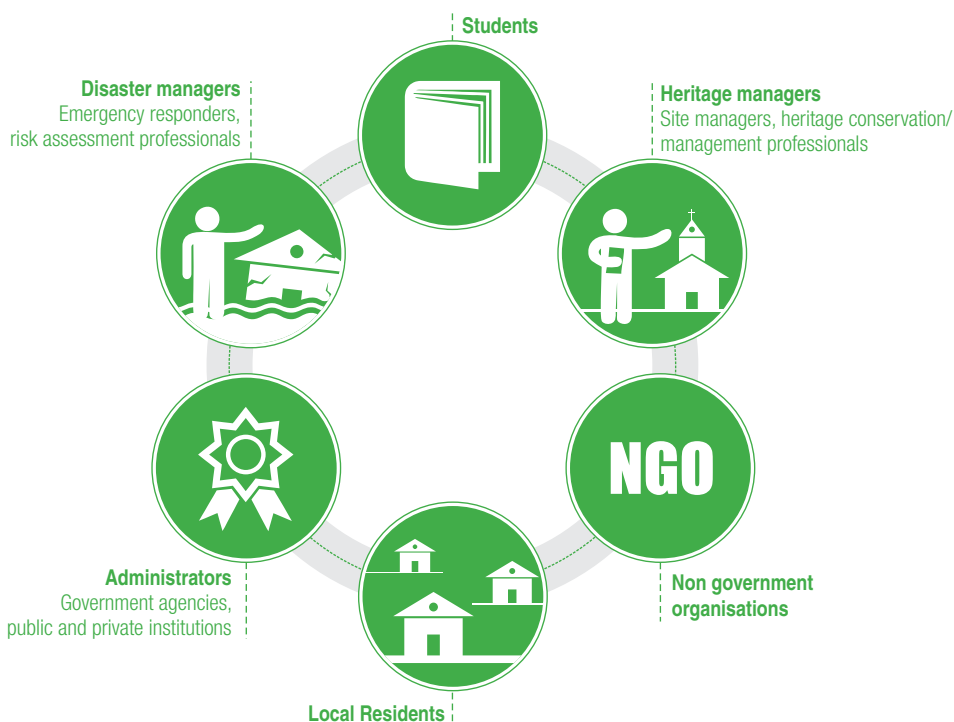 Students
Disaster managers
Emergency responders,
risk assessment professionals
Heritage managers
Site managers, heritage conservation/
management professionals
NGO
Administrators
Government agencies,
public and private institutions
Non government
organisations
Local Residents